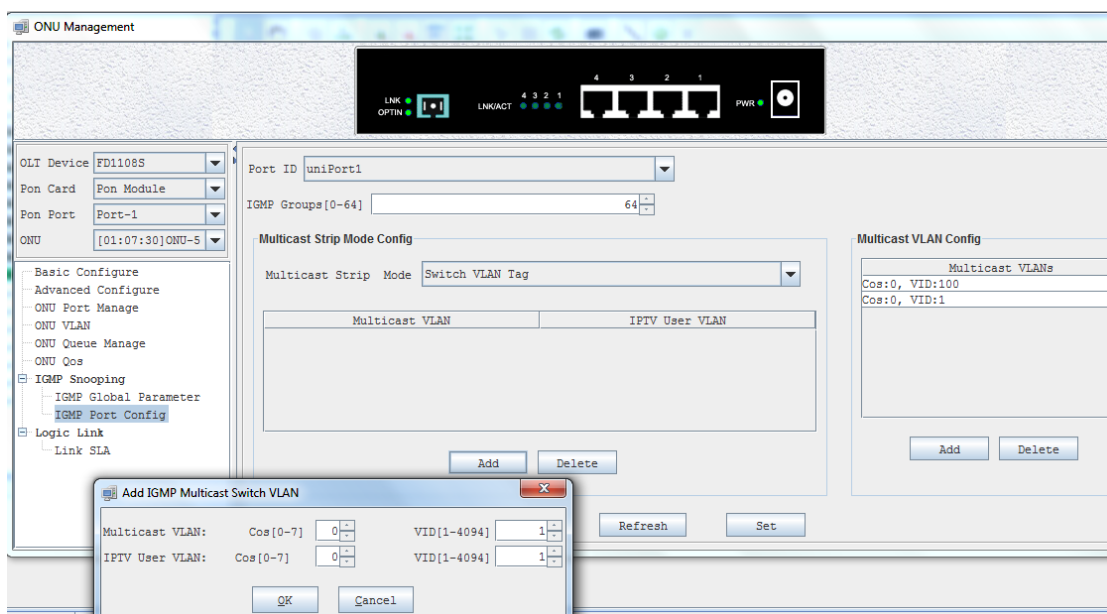 ONU Management
4 3 2 1
LNK
OPTIN
LNK/ACT
4 3 2 1
PWR
OLT Device FD1108S
Pon Card Pon Module
Pon Port Port-1
ONU [01:07:30]ONU-5
Basic Configure
Advanced Configure
ONU Port Manage
ONU VLAN
ONU Queue Manage
ONU Qos
IGMP Snooping
IGMP Global Parameter
IGMP Port Config
Logic Link
Link SLA
Port ID uniPort1
IGMP Groups[0-64] 64
Multicast Strip Mode Config
Multicast Strip Mode Switch VLAN Tag
Multicast VLAN IPTV User VLAN
Add Delete
Multicast VLAN Config
Multicast VLANs
Cos:0, VID:100
Cos:0, VID:1
Add Delete
Refresh Set
Add IGMP Multicast Switch VLAN
Multicast VLAN: Cos[0-7] 0 VID[1-4094] 1
IPTV User VLAN: Cos[0-7] 0 VID[1-4094] 1
OK Cancel